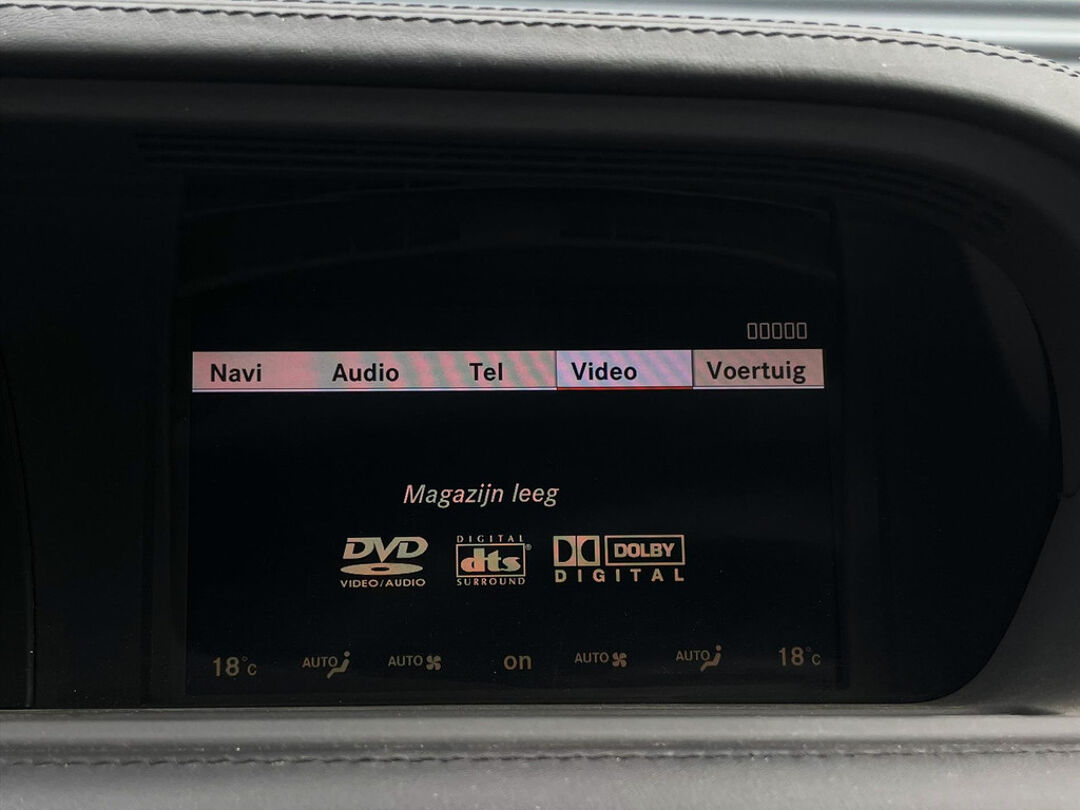 Navi Audio Tel Video Voertuig
Magazijn leeg
DVD
VIDEO/AUDIO
DIGITAL
dts®
SURROUND
DOLBY
DIGITAL
18°C AUTO AUTO on AUTO AUTO 18°C